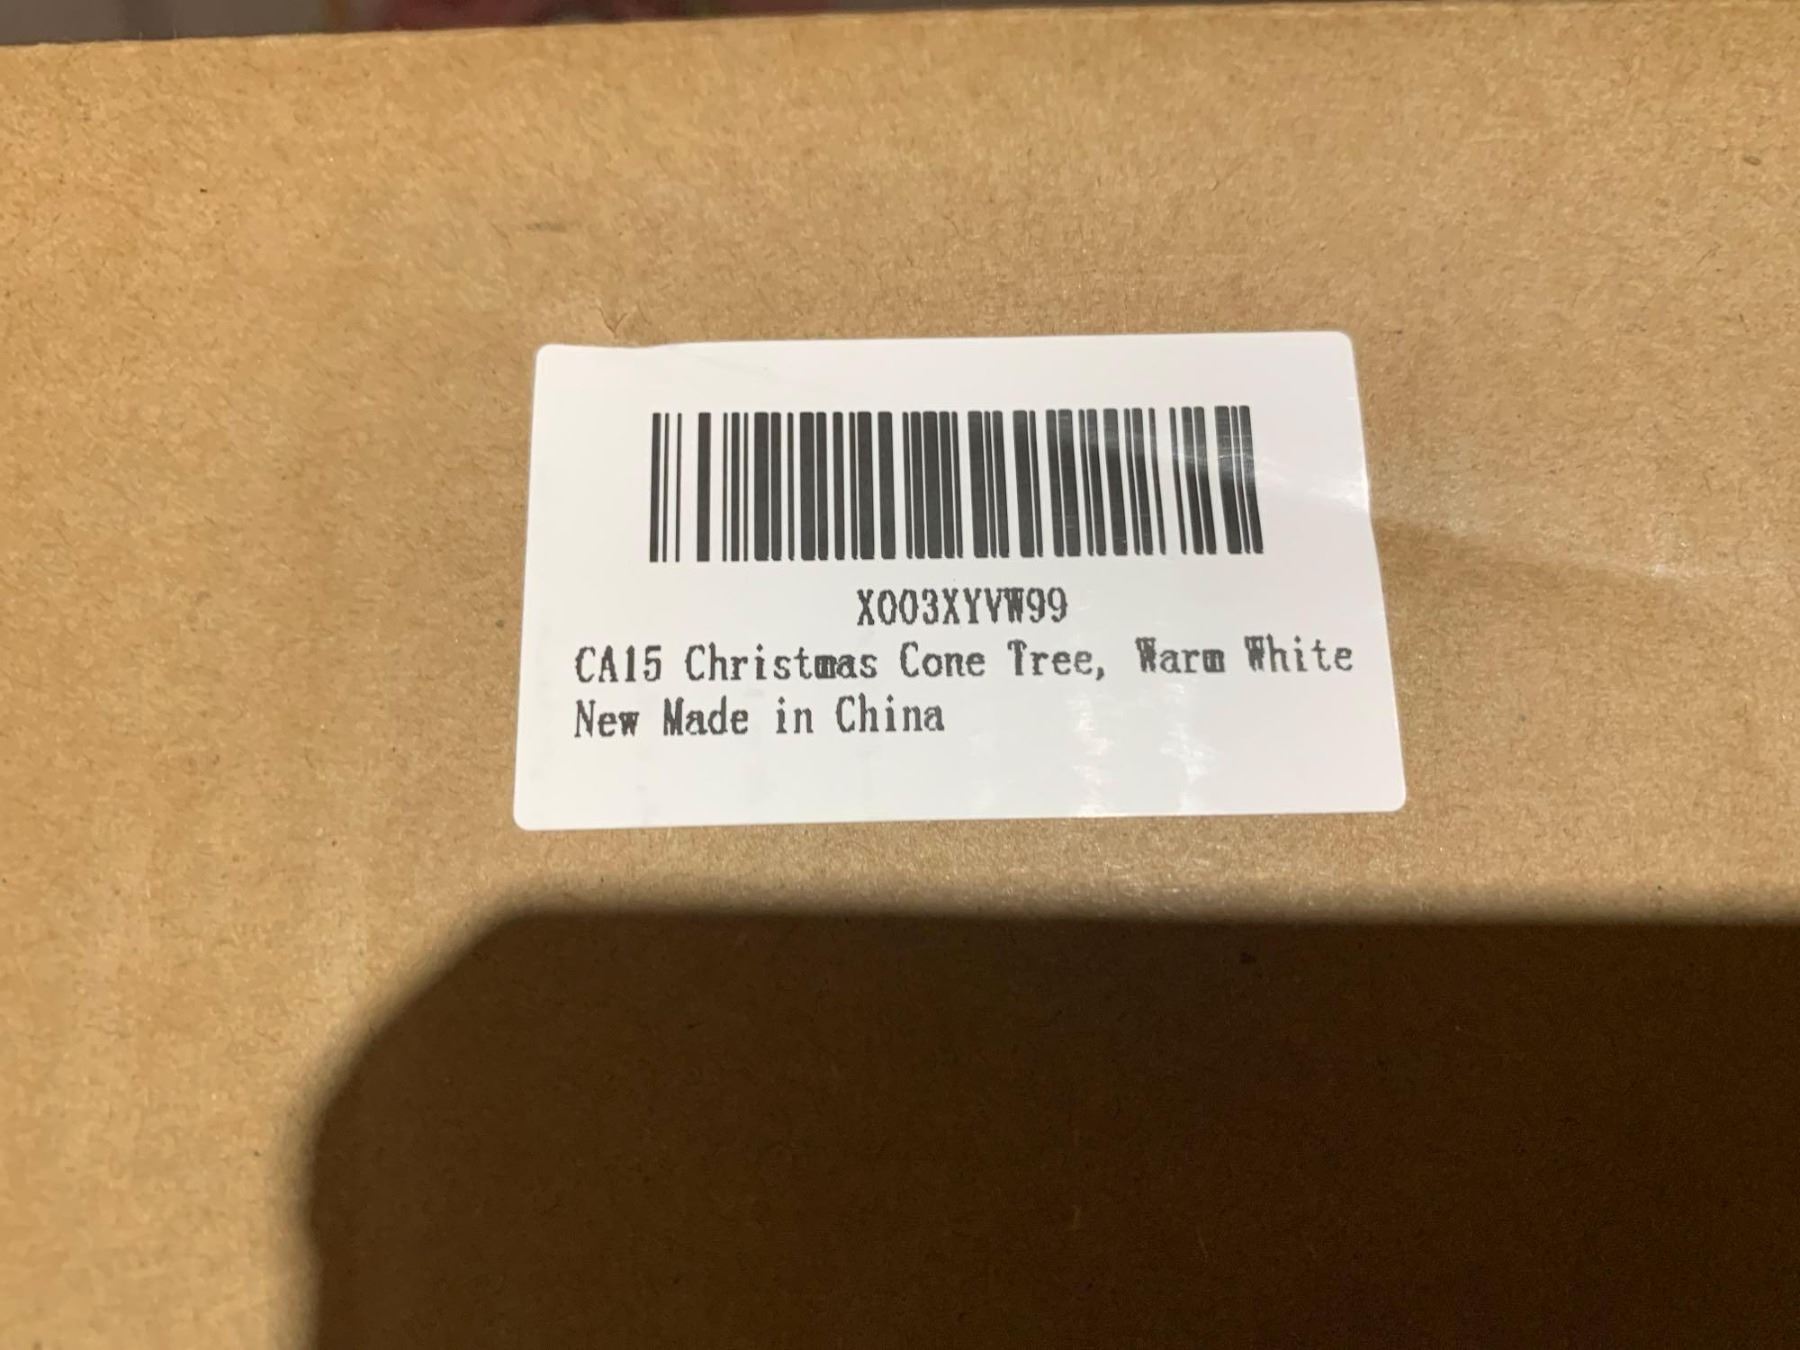 X003XYVW99
CA15 Christmas Cone Tree, Warm White
New Made in China